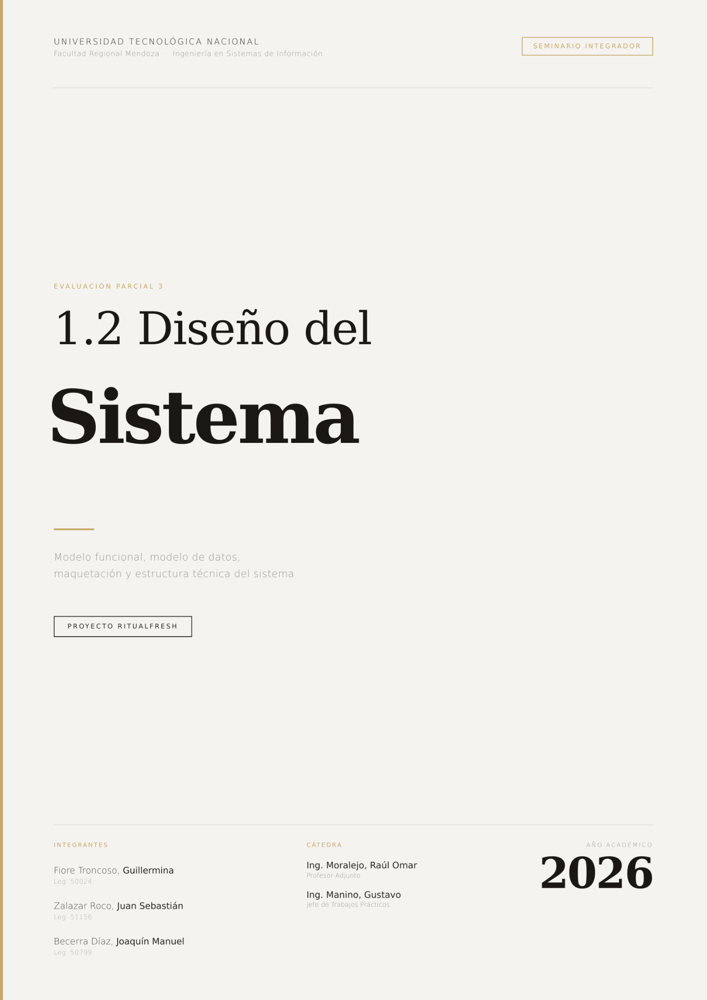 UNIVERSIDAD TECNOLÓGICA NACIONAL
Facultad Regional Mendoza · Ingeniería en Sistemas de Información
SEMINARIO INTEGRADOR
EVALUACIÓN PARCIAL 3
1.2 Diseño del
Sistema
Modelo funcional, modelo de datos,
maquetación y estructura técnica del sistema
PROYECTO RITUALFRESH
INTEGRANTES
Fiore Troncoso, Guillermina
Leg. 50024
Zalazar Roco, Juan Sebastián
Leg. 51156
Becerra Díaz, Joaquín Manuel
Leg. 50799
CÁTEDRA
Ing. Moralejo, Raúl Omar
Profesor Adjunto
Ing. Manino, Gustavo
Jefe de Trabajos Prácticos
AÑO ACADÉMICO
2026